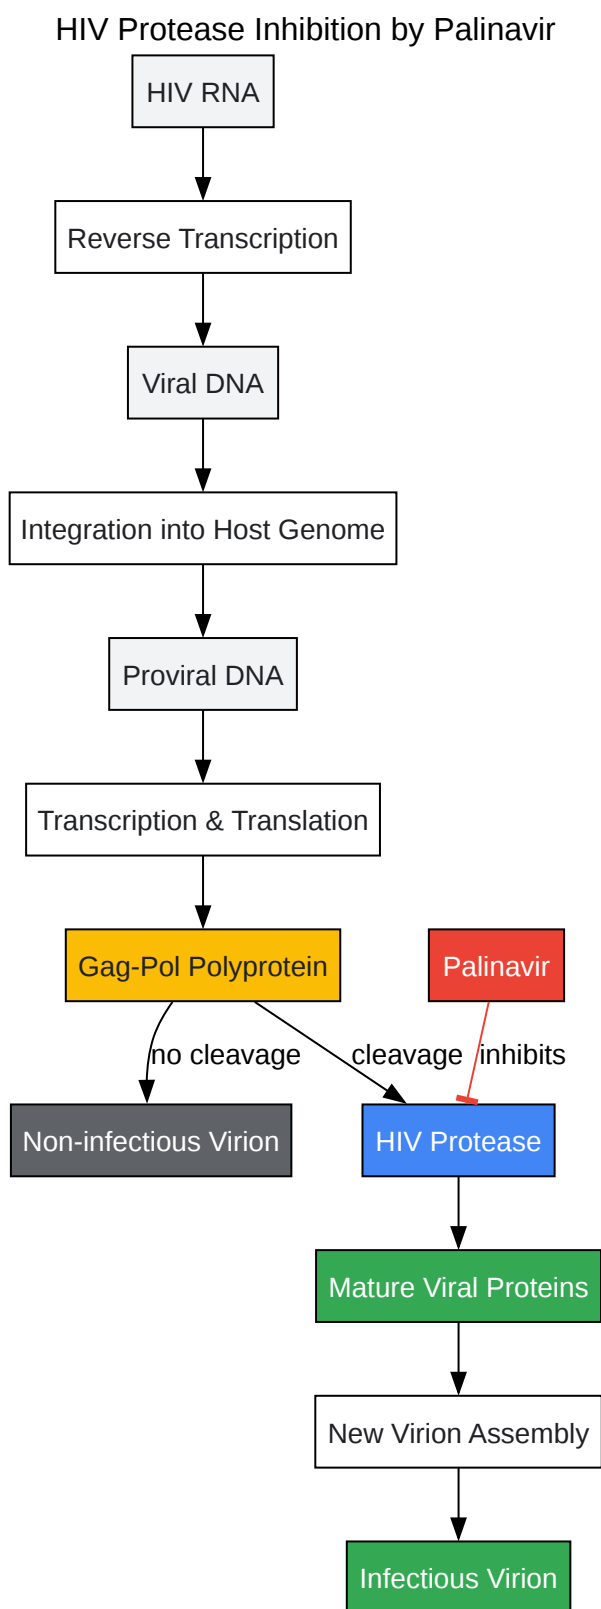 HIV Protease Inhibition by Palinavir
HIV RNA
Reverse Transcription
Viral DNA
Integration into Host Genome
Proviral DNA
Transcription & Translation
Gag-Pol Polyprotein
Palinavir
no cleavage
cleavage
inhibits
Non-infectious Virion
HIV Protease
Mature Viral Proteins
New Virion Assembly
Infectious Virion